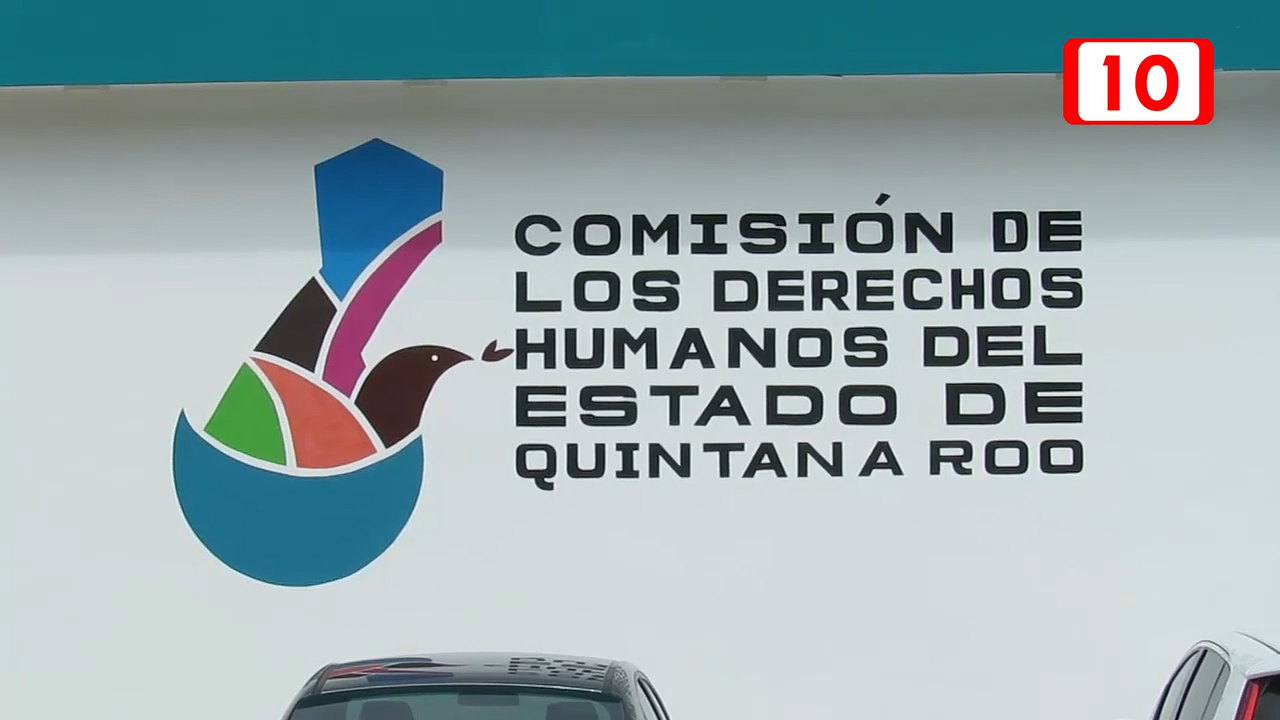 10
COMISIÓN DE
LOS DERECHOS
HUMANOS DEL
ESTADO DE
QUINTANA ROO